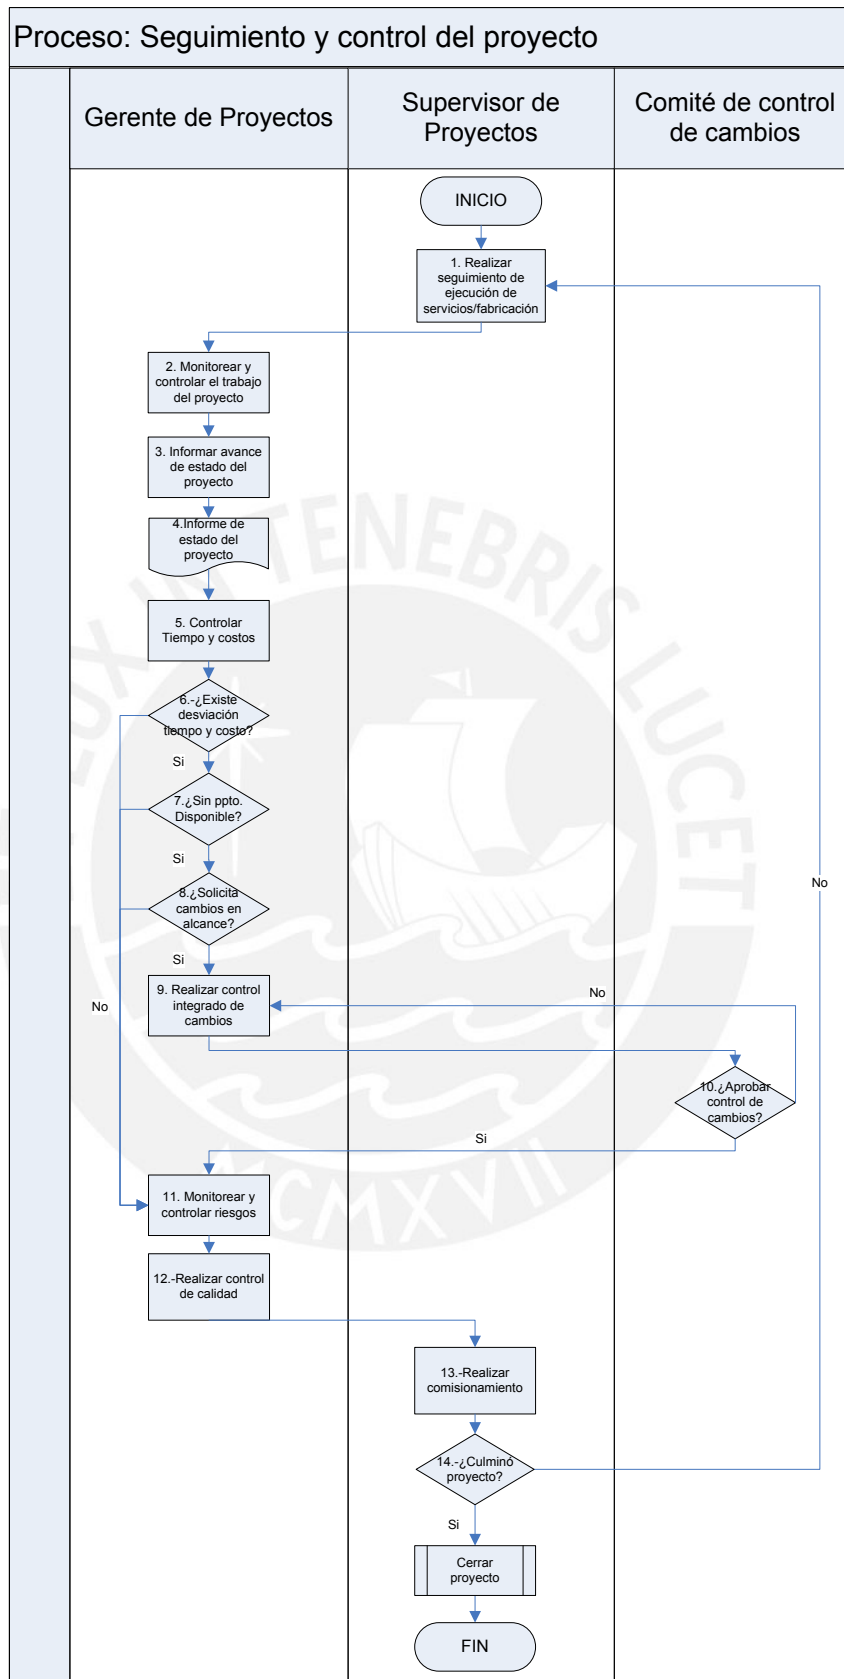 Proceso: Seguimiento y control del proyecto
Gerente de Proyectos
Supervisor de
Proyectos
Comité de control
de cambios
INICIO
1. Realizar
seguimiento de
ejecución de
servicios/fabricación
2. Monitorear y
controlar el trabajo
del proyecto
3. Informar avance
de estado del
proyecto
4.Informe de
estado del
proyecto
5. Controlar
Tiempo y costos
6.-¿Existe
desviación
tiempo y costo?
Si
7.¿Sin ppto.
Disponible?
Si
8.¿Solicita
cambios en
alcance?
Si
No
9. Realizar control
integrado de
cambios
No
No
10.¿Aprobar
control de
cambios?
Si
11. Monitorear y
controlar riesgos
12.-Realizar control
de calidad
13.-Realizar
comisionamiento
14.-¿Culminó
proyecto?
Si
Cerrar
proyecto
FIN
LUX IN TENEBRIS LUCET
MCMXVII